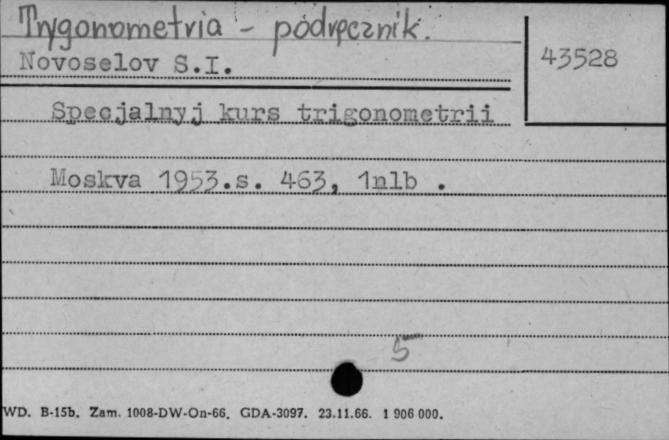 Trygonometria - podręcznik.
43528
Novoselov S.I.
Specjalnyj kurs trigonometrii
Moskva 1953.s. 463, 1nlb .
5
WD. B-15b. Zam. 1008-DW-On-66. GDA-3097. 23.11.66. 1 906 000.